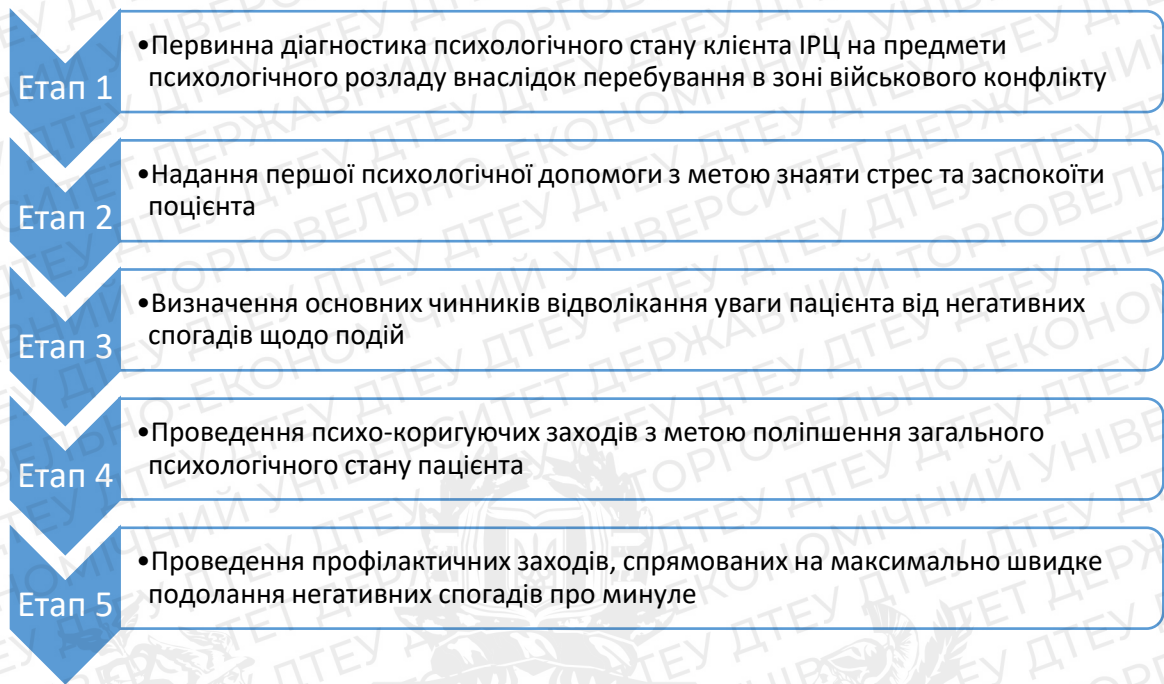 Етап 1
•Первинна діагностика психологічного стану клієнта ІРЦ на предмети
психологічного розладу внаслідок перебування в зоні військового конфлікту
Етап 2
•Надання першої психологічної допомоги з метою знаяти стрес та заспокоїти
поцієнта
Етап 3
•Визначення основних чинників відволікання уваги пацієнта від негативних
спогадів щодо подій
Етап 4
•Проведення психо-коригуючих заходів з метою поліпшення загального
психологічного стану пацієнта
Етап 5
•Проведення профілактичних заходів, спрямованих на максимально швидке
подолання негативних спогадів про минуле